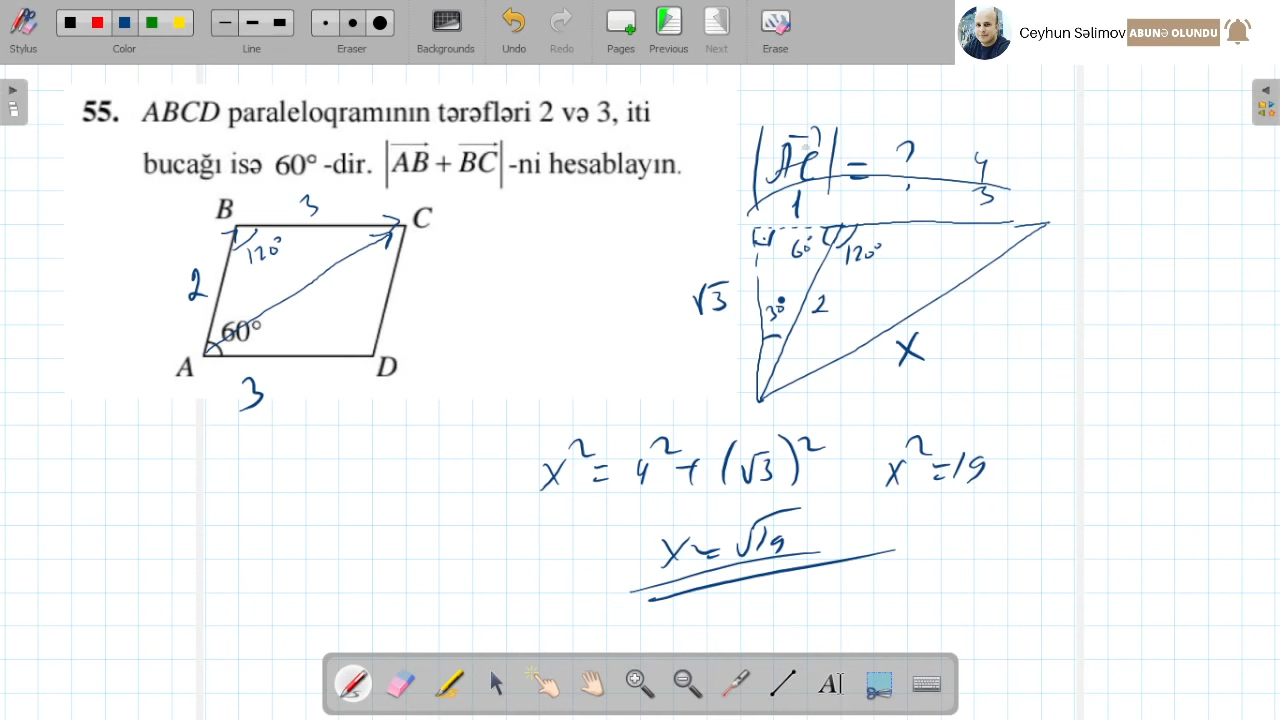 Stylus
Color
Line
Eraser
Backgrounds
Undo
Redo
Pages
Previous
Next
Erase
Ceyhun Səlimov
ABUNƏ OLUNDU
55. ABCD paraleloqramının tərəfləri 2 və 3, iti
bucağı isə 60° -dir. |AB + BC| -ni hesablayın.
B 3 C
120°
2
60°
A D
3
|AC| = ?
4
1 3
60° 120°
√3 30° 2
x
x² = 4² + (√3)² x² = 19
x = √19